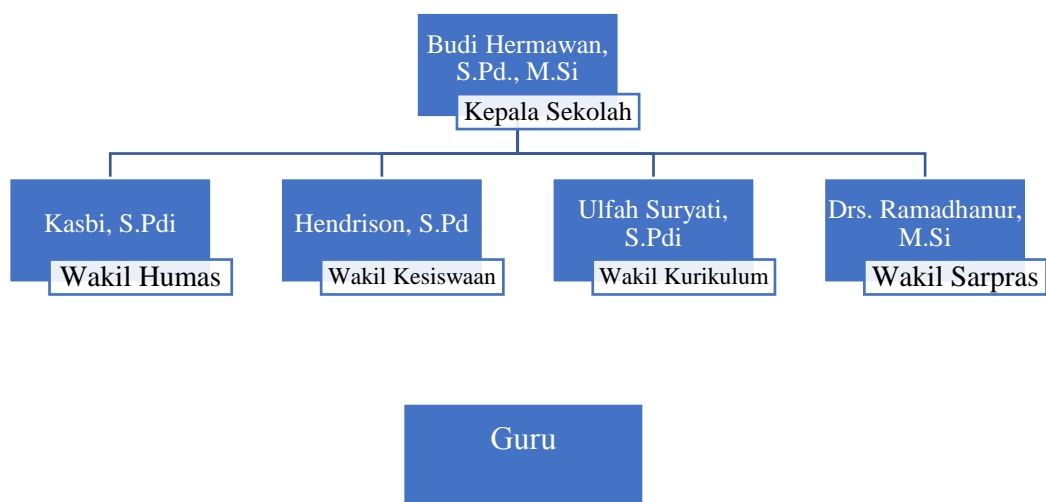 Budi Hermawan,
S.Pd., M.Si
Kepala Sekolah
Kasbi, S.Pdi
Wakil Humas
Hendrison, S.Pd
Wakil Kesiswaan
Ulfah Suryati,
S.Pdi
Wakil Kurikulum
Drs. Ramadhanur,
M.Si
Wakil Sarpras
Guru